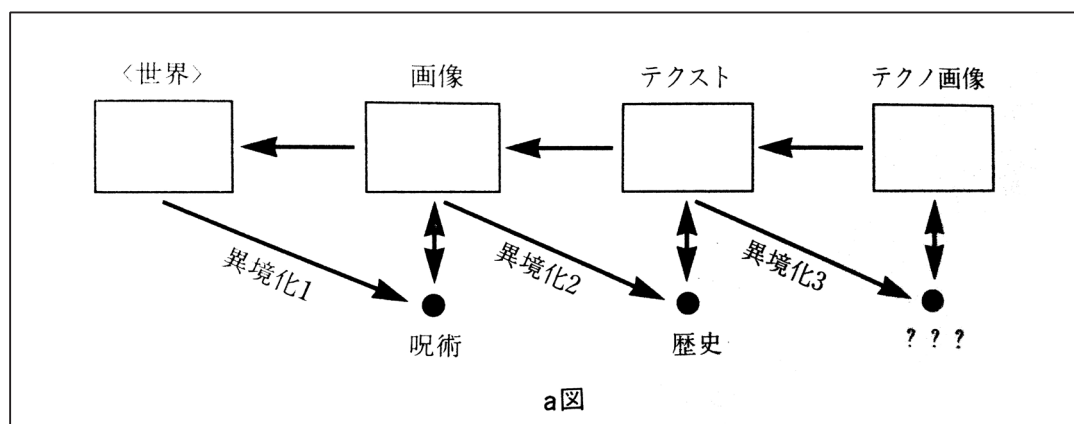 〈世界〉
画像
テクスト
テクノ画像
異境化1
異境化2
異境化3
呪術
歴史
? ? ?
a図